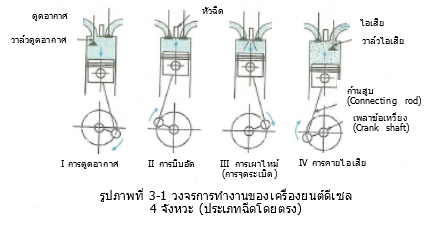 ดูดอากาศ
หัวฉีด
ไอเสีย
วาล์วดูดอากาศ
วาล์วไอเสีย
ก้านสูบ
(Connecting rod)
เพลาข้อเหวี่ยง
(Crank shaft)
I การดูดอากาศ
II การบีบอัด
III การเผาไหม้
(การจุดระเบิด)
IV การคายไอเสีย
รูปภาพที่ 3-1 วงจรการทำงานของเครื่องยนต์ดีเซล
4 จังหวะ (ประเภทฉีดโดยตรง)